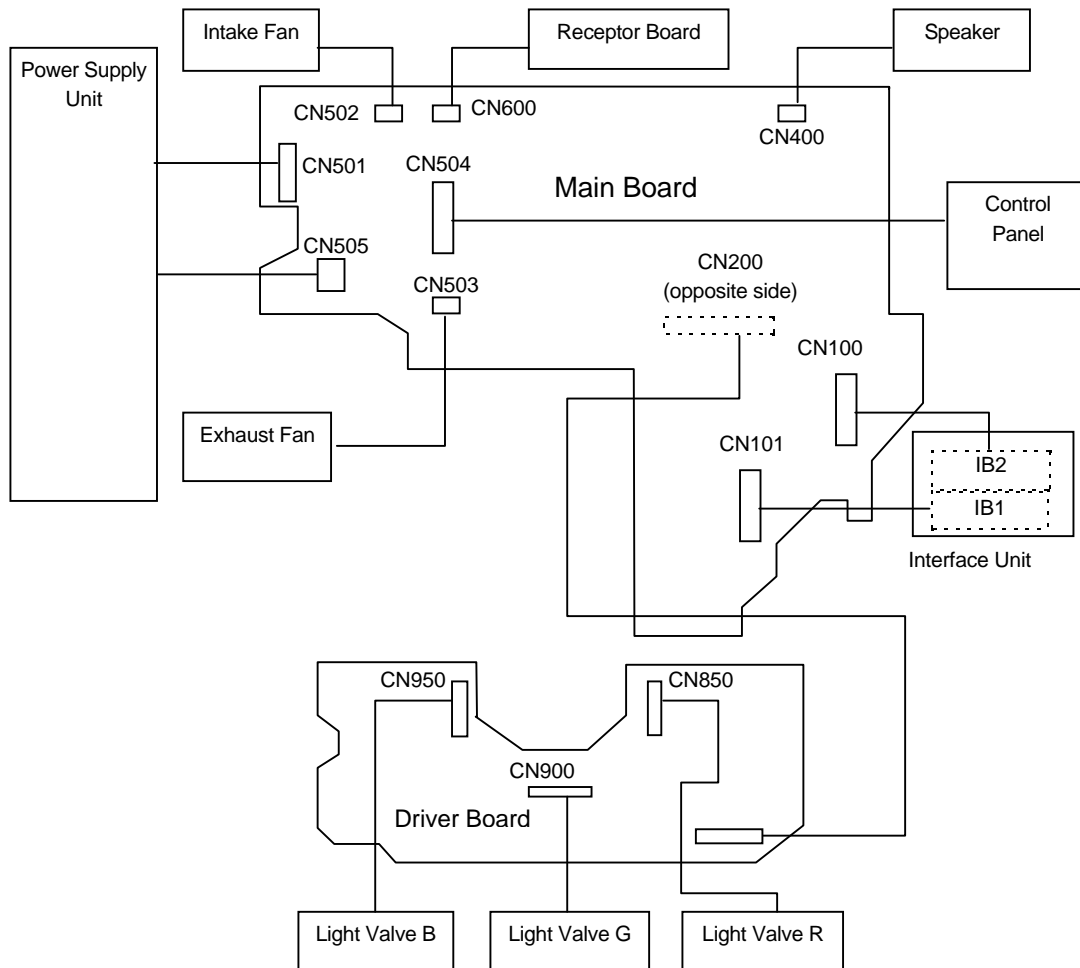 Intake Fan
Receptor Board
Speaker
Power Supply
Unit
CN502
CN600
CN400
CN501
CN504
Main Board
Control
Panel
CN505
CN200
(opposite side)
CN503
CN100
Exhaust Fan
CN101
IB2
IB1
Interface Unit
CN950
CN850
CN900
Driver Board
Light Valve B
Light Valve G
Light Valve R